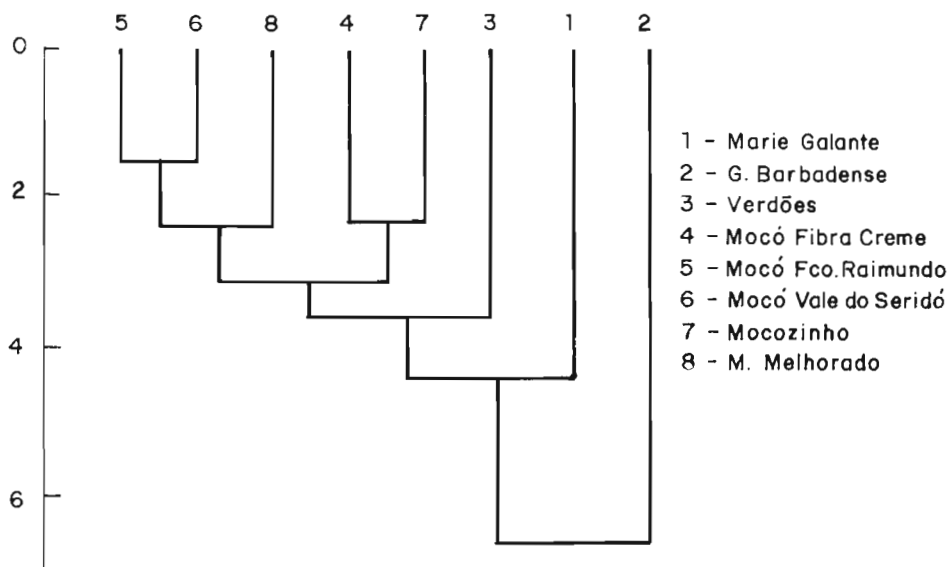 5 6 8 4 7 3 1 2
0
2
4
6
1 - Marie Galante
2 - G. Barbadense
3 - Verdões
4 - Mocó Fibra Creme
5 - Mocó Fco. Raimundo
6 - Mocó Vale do Seridó
7 - Mocozinho
8 - M. Melhorado